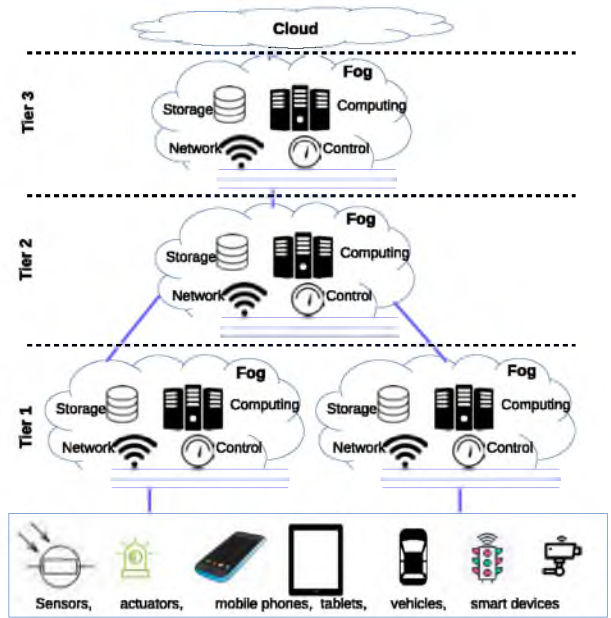 Cloud
Tier 3
Fog
Storage
Computing
Network
Control
Tier 2
Fog
Storage
Computing
Network
Control
Tier 1
Fog
Storage
Computing
Network
Control
Fog
Storage
Computing
Network
Control
Sensors, actuators, mobile phones, tablets, vehicles, smart devices